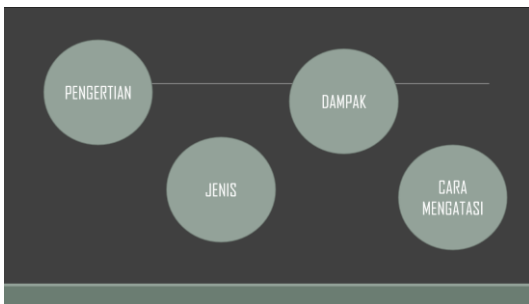 PENGERTIAN
JENIS
DAMPAK
CARA
MENGATASI